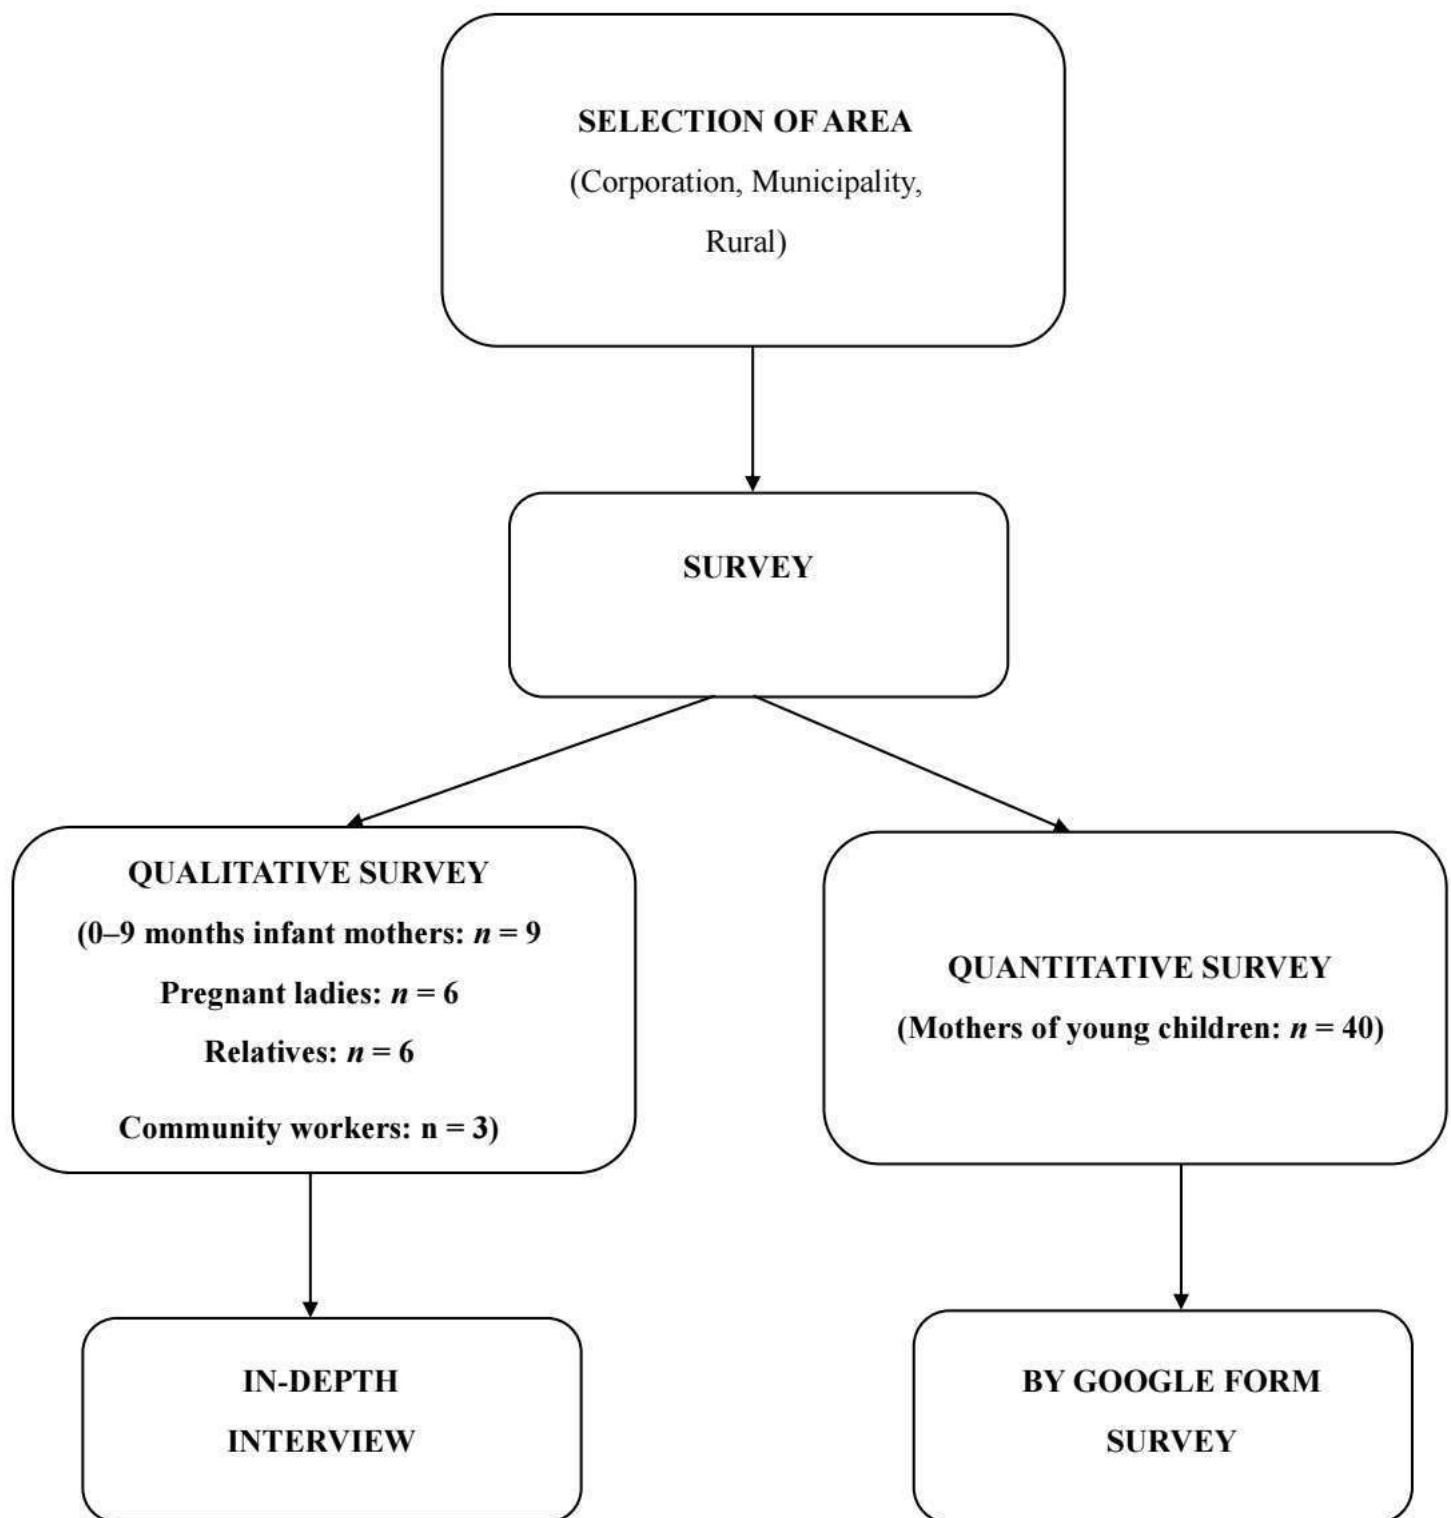 SELECTION OF AREA
(Corporation, Municipality,
Rural)
SURVEY
QUALITATIVE SURVEY
(0–9 months infant mothers: n = 9
Pregnant ladies: n = 6
Relatives: n = 6
Community workers: n = 3)
QUANTITATIVE SURVEY
(Mothers of young children: n = 40)
IN-DEPTH
INTERVIEW
BY GOOGLE FORM
SURVEY